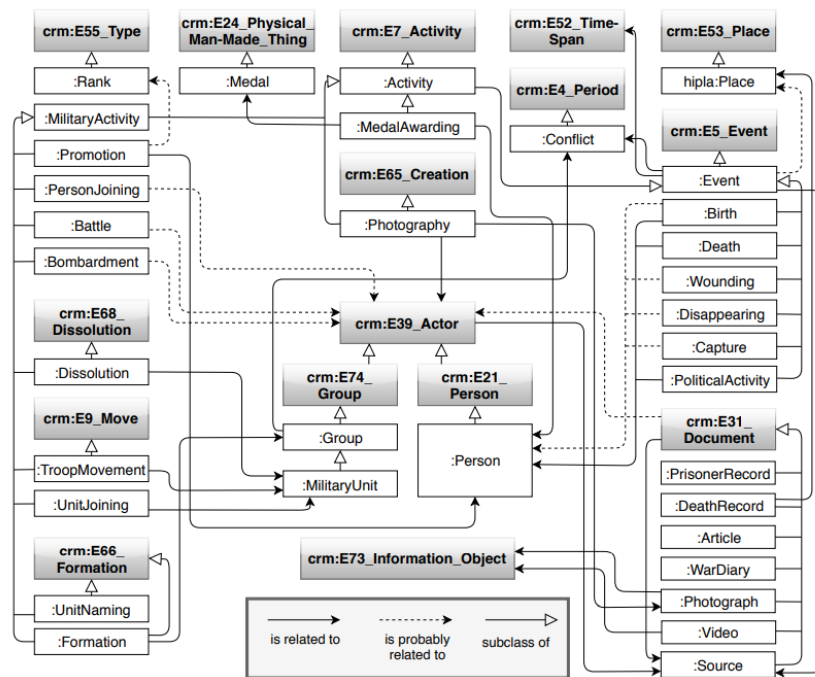 crm:E55_Type
:Rank
:MilitaryActivity
:Promotion
:PersonJoining
:Battle
:Bombardment
crm:E68_
Dissolution
:Dissolution
crm:E9_Move
:TroopMovement
:UnitJoining
crm:E66_
Formation
:UnitNaming
:Formation
crm:E24_Physical_
Man-Made_Thing
:Medal
crm:E7_Activity
:Activity
:MedalAwarding
crm:E65_Creation
:Photography
crm:E39_Actor
crm:E74_
Group
:Group
:MilitaryUnit
crm:E21_
Person
:Person
crm:E73_Information_Object
crm:E52_Time-
Span
crm:E4_Period
:Conflict
crm:E53_Place
hipla:Place
crm:E5_Event
:Event
:Birth
:Death
:Wounding
:Disappearing
:Capture
:PoliticalActivity
crm:E31_
Document
:PrisonerRecord
:DeathRecord
:Article
:WarDiary
:Photograph
:Video
:Source
is related to
is probably
related to
subclass of